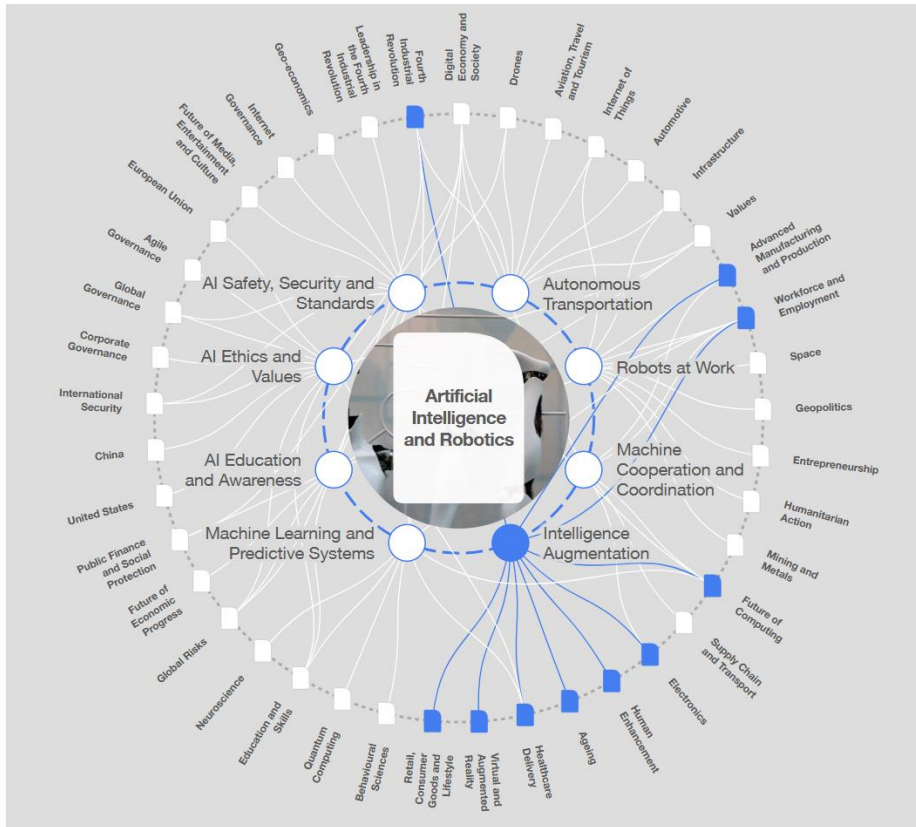 Fourth
Industrial
Revolution
Digital
Economy and
Society
Drones
Aviation, Travel
and Tourism
Internet of
Things
Automotive
Infrastructure
Values
Advanced
Manufacturing
and Production
Workforce and
Employment
Space
Geopolitics
Entrepreneurship
Humanitarian
Action
Mining and
Metals
Future of
Computing
Supply Chain
and Transport
Electronics
Human
Enhancement
Ageing
Healthcare
Delivery
Virtual and
Augmented
Reality
Retail,
Consumer
Goods and
Lifestyle
Behavioural
Sciences
Quantum
Computing
Education and
Skills
Neuroscience
Global Risks
Future of
Economic
Progress
Public Finance
and Social
Protection
United States
China
International
Security
Corporate
Governance
Global
Governance
Agile
Governance
European Union
Future of Media,
Entertainment
and Culture
Internet
Governance
Geo-economics
Leadership in
the Fourth
Industrial
Revolution
AI Safety, Security and
Standards
Autonomous
Transportation
AI Ethics and
Values
Robots at Work
AI Education
and Awareness
Machine
Cooperation and
Coordination
Machine Learning and
Predictive Systems
Intelligence
Augmentation
Artificial
Intelligence
and Robotics